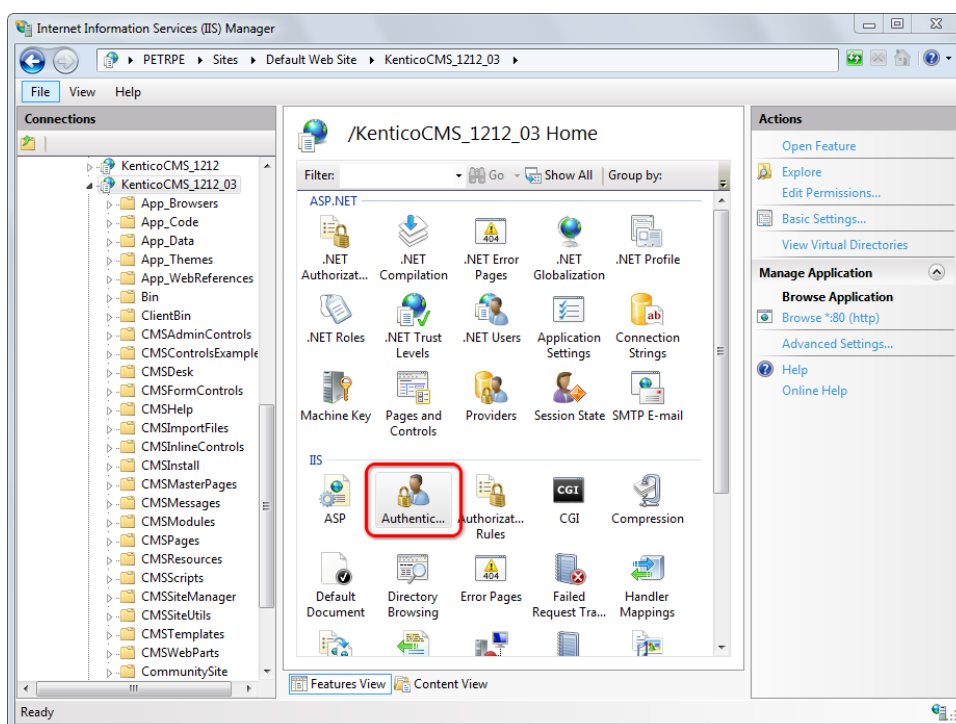 Internet Information Services (IIS) Manager
PETRPE Sites Default Web Site KenticoCMS_1212_03
File View Help
Connections
KenticoCMS_1212
KenticoCMS_1212_03
App_Browsers
App_Code
App_Data
App_Themes
App_WebReferences
Bin
ClientBin
CMSAdminControls
CMSControlsExample
CMSDesk
CMSFormControls
CMSHelp
CMSImportFiles
CMSInlineControls
CMSInstall
CMSMasterPages
CMSMessages
CMSModules
CMSPages
CMSResources
CMSScripts
CMSSiteManager
CMSSiteUtils
CMSTemplates
CMSWebParts
CommunitySite
/KenticoCMS_1212_03 Home
Filter: Go Show All Group by:
ASP.NET
404
.NET .NET .NET Error .NET .NET Profile
Authorizat... Compilation Pages Globalization
ab
.NET Roles .NET Trust .NET Users Application Connection
Levels Settings Strings
Machine Key Pages and Providers Session State SMTP E-mail
Controls
IIS
CGI
ASP Authentic... Authorizat... CGI Compression
Rules
404
Default Directory Error Pages Failed Handler
Document Browsing Request Tra... Mappings
Features View Content View
Actions
Open Feature
Explore
Edit Permissions...
Basic Settings...
View Virtual Directories
Manage Application
Browse Application
Browse *:80 (http)
Advanced Settings...
Help
Online Help
Ready